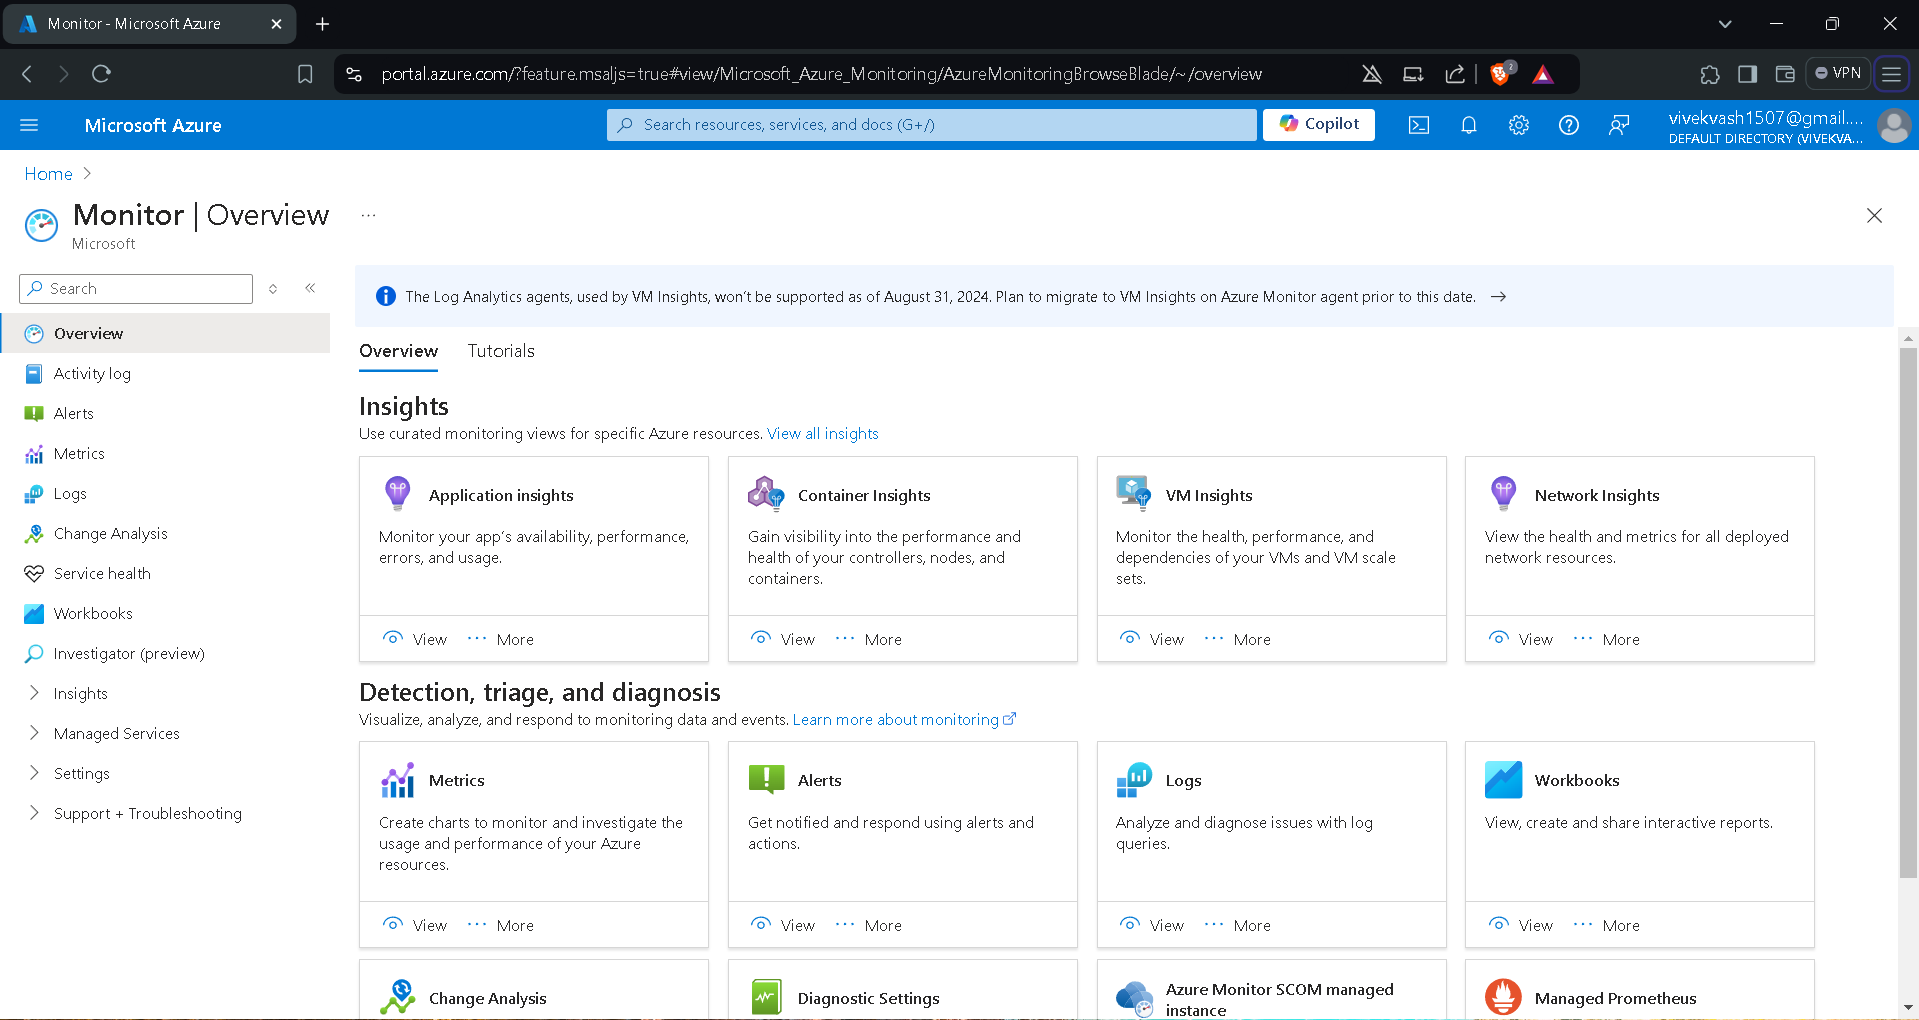 Monitor - Microsoft Azure
portal.azure.com/?feature.msaljs=true#view/Microsoft_Azure_Monitoring/AzureMonitoringBrowseBlade/~/overview
2
VPN
Microsoft Azure
Search resources, services, and docs (G+/)
Copilot
vivekvash1507@gmail....
DEFAULT DIRECTORY (VIVEKVA...
Home
Monitor | Overview
...
Microsoft
Search
The Log Analytics agents, used by VM Insights, won't be supported as of August 31, 2024. Plan to migrate to VM Insights on Azure Monitor agent prior to this date.
Overview
Activity log
Alerts
Metrics
Logs
Change Analysis
Service health
Workbooks
Investigator (preview)
Insights
Managed Services
Settings
Support + Troubleshooting
Overview Tutorials
Insights
Use curated monitoring views for specific Azure resources. View all insights
Application insights
Monitor your app's availability, performance,
errors, and usage.
View ... More
Container Insights
Gain visibility into the performance and
health of your controllers, nodes, and
containers.
View ... More
VM Insights
Monitor the health, performance, and
dependencies of your VMs and VM scale
sets.
View ... More
Network Insights
View the health and metrics for all deployed
network resources.
View ... More
Detection, triage, and diagnosis
Visualize, analyze, and respond to monitoring data and events. Learn more about monitoring
Metrics
Create charts to monitor and investigate the
usage and performance of your Azure
resources.
View ... More
Alerts
Get notified and respond using alerts and
actions.
View ... More
Logs
Analyze and diagnose issues with log
queries.
View ... More
Workbooks
View, create and share interactive reports.
View ... More
Change Analysis
Diagnostic Settings
Azure Monitor SCOM managed
instance
Managed Prometheus